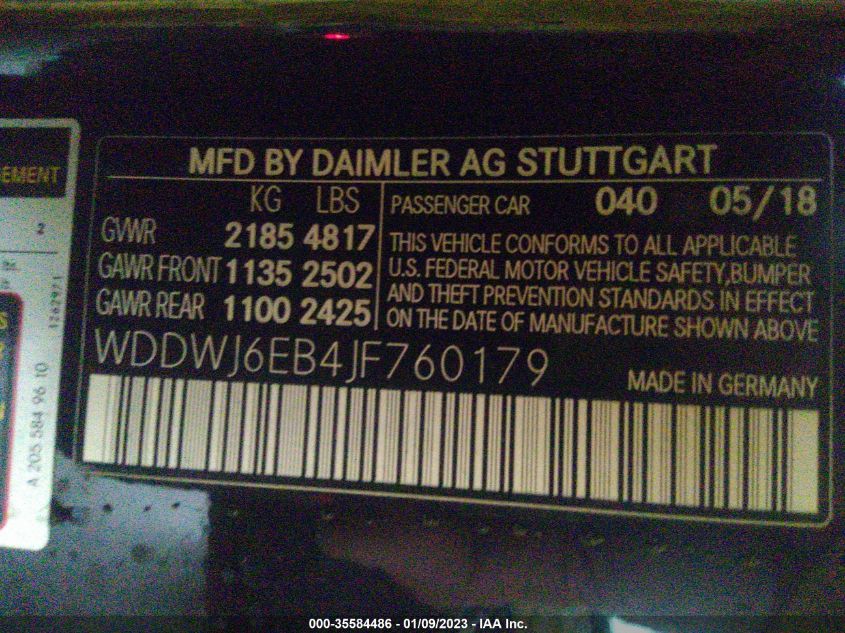 EMENT
2
1262971
A 205 584 96 10
MFD BY DAIMLER AG STUTTGART
KG LBS
GVWR 2185 4817
GAWR FRONT 1135 2502
GAWR REAR 1100 2425
PASSENGER CAR 040 05/18
THIS VEHICLE CONFORMS TO ALL APPLICABLE
U.S. FEDERAL MOTOR VEHICLE SAFETY,BUMPER
AND THEFT PREVENTION STANDARDS IN EFFECT
ON THE DATE OF MANUFACTURE SHOWN ABOVE
WDDWJ6EB4JF760179
MADE IN GERMANY
000-35584486 - 01/09/2023 - IAA Inc.